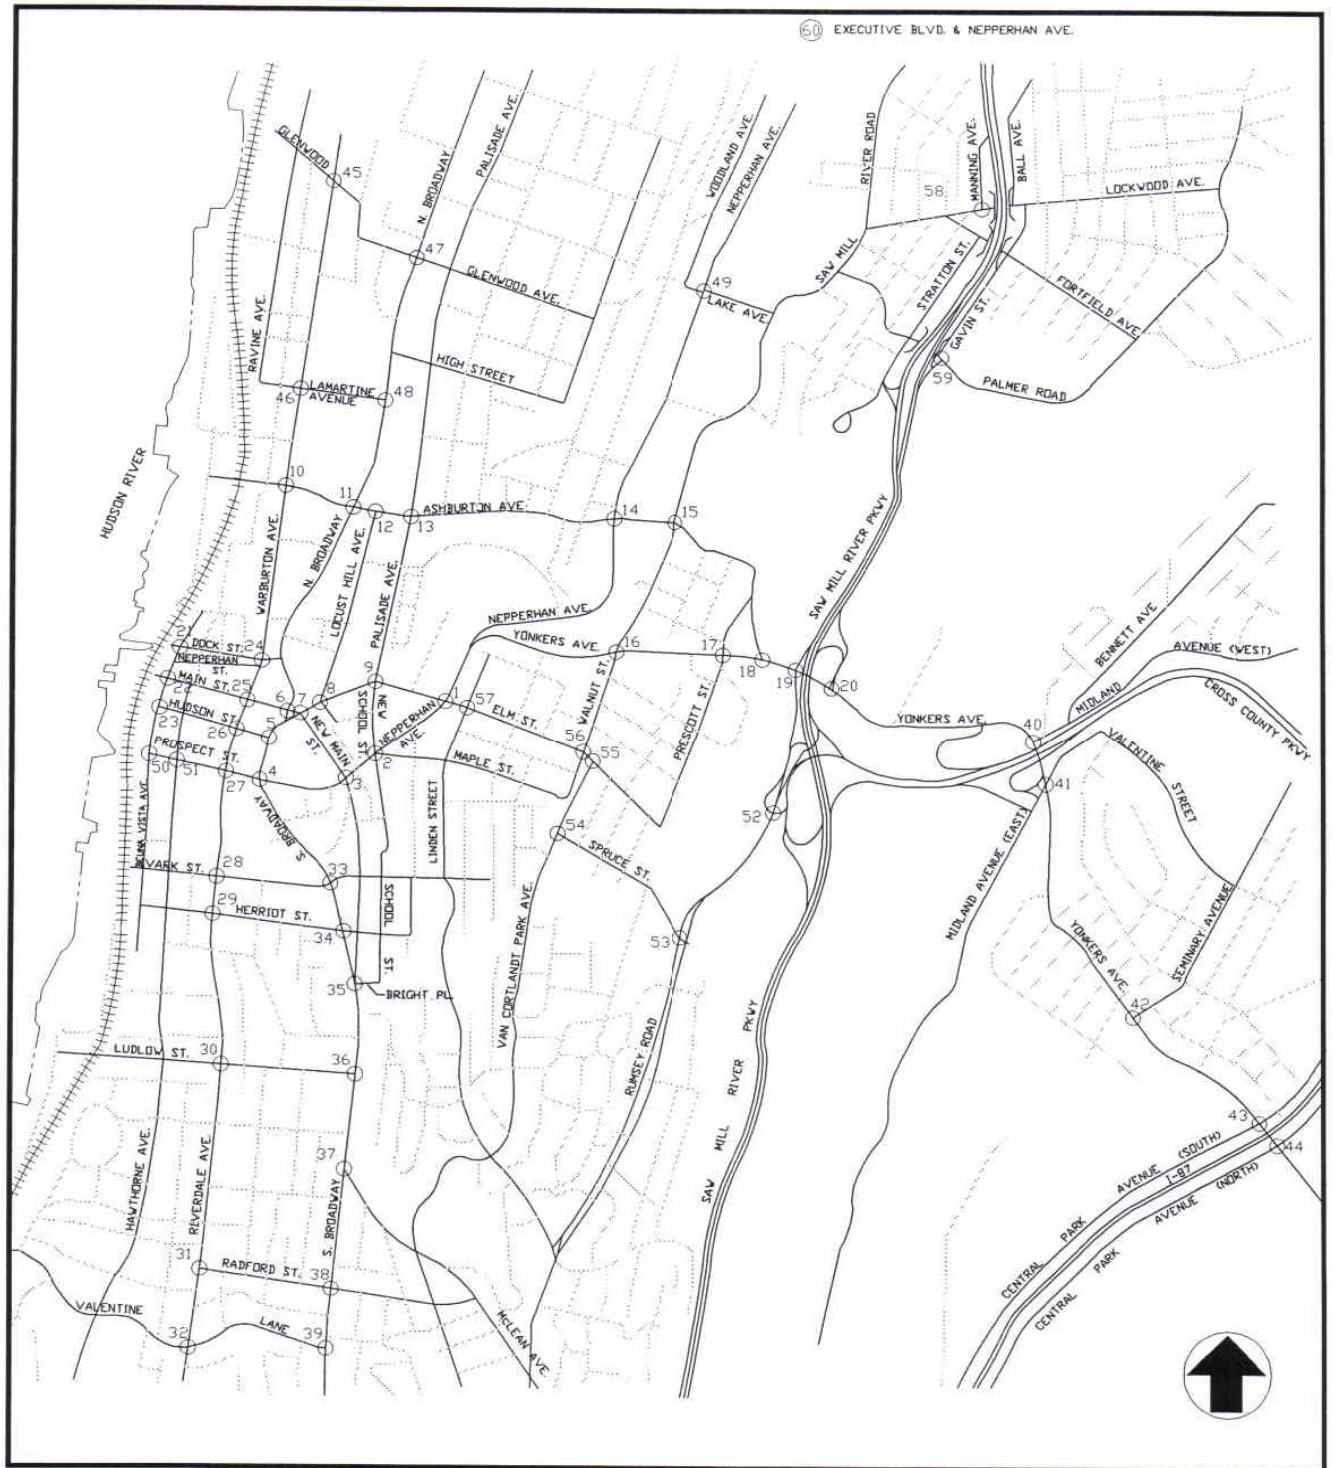 60 EXECUTIVE BLVD. & NEPPERHAN AVE.
GLENWOOD
45
N. BROADWAY
PALISADE AVE.
WOODLAND AVE.
NEPPERHAN AVE.
RIVER ROAD
SAW MILL
58
MANNING AVE.
BALL AVE.
LOCKWOOD AVE.
47
GLENWOOD AVE.
49
LAKE AVE.
STRATTON ST.
GAVIN ST.
FORTFIELD AVE.
59
PALMER ROAD
RAVINE AVE.
HIGH STREET
46
LAMARTINE
AVENUE
48
HUDSON RIVER
10
11
12
13
ASHBURTON AVE.
14
15
WARBURTON AVE.
N. BROADWAY
LOCUST HILL AVE.
PALISADE AVE.
SAW MILL RIVER PKWY
NEPPERHAN AVE.
YONKERS AVE.
16
17
18
19
20
21
DOCK ST.
24
NEPPERHAN
ST.
22
MAIN ST.
25
23
HUDSON ST.
26
5
6
7
8
9
NEW MAIN
ST.
NEW
SCHOOL ST.
NEPPERHAN
AVE.
1
57
ELM ST.
WALNUT ST.
PRESCOTT ST.
56
55
MAPLE ST.
2
3
4
PROSPECT ST.
50
51
27
BENNETT AVE
AVENUE (WEST)
MIDLAND
CROSS COUNTY PKWY
YONKERS AVE.
40
41
VALENTINE
STREET
SEMINARY AVENUE
MIDLAND AVENUE (EAST)
YONKERS AVE.
42
52
53
54
SPRUCE ST.
LINDEN STREET
S. BROADWAY
VARK ST.
28
33
29
HERRIOT ST.
34
SCHOOL
ST.
35
BRIGHT PL.
VAN CORTLANDT PARK AVE.
RUMSEY ROAD
SAW MILL RIVER PKWY
LUDLOW ST.
30
36
43
44
AVENUE (SOUTH)
I-87
AVENUE (NORTH)
CENTRAL PARK
CENTRAL PARK
HAWTHORNE AVE.
RIVERDALE AVE.
37
S. BROADWAY
31
RADFORD ST.
38
VALENTINE
LANE
32
39
McLEAN AVE.